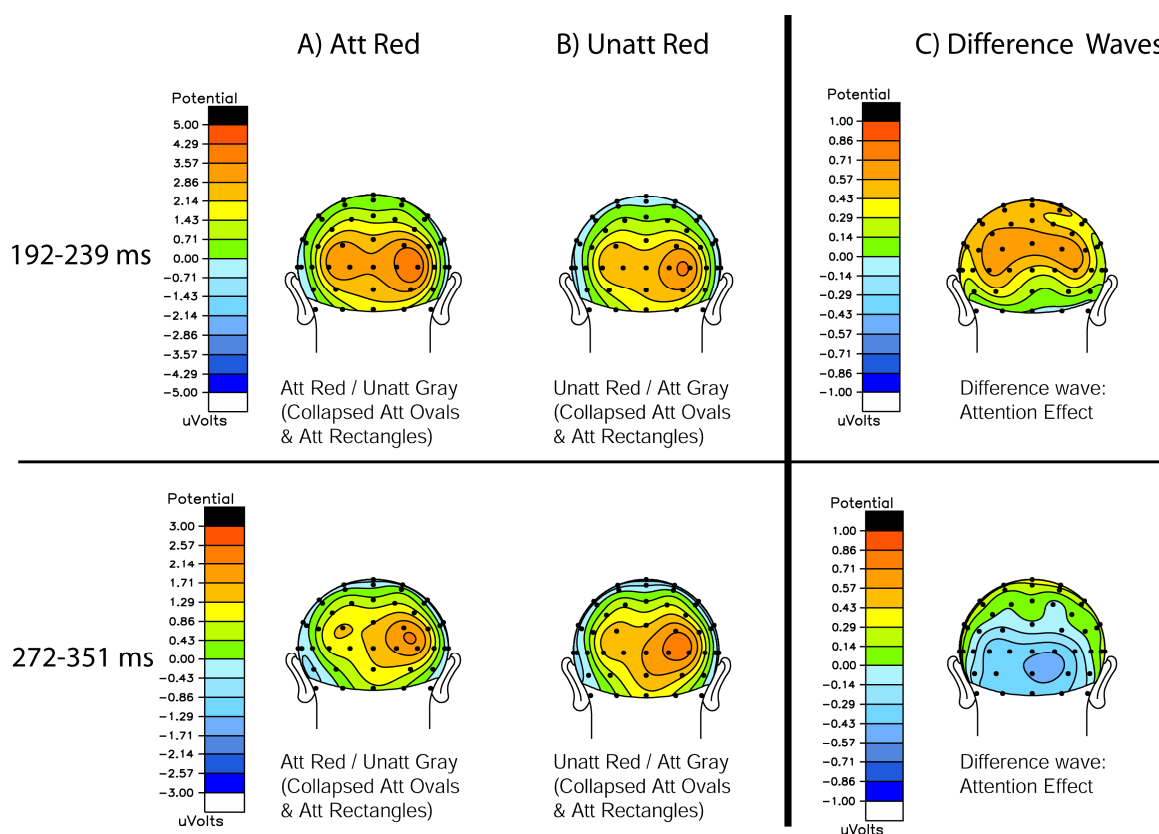 A) Att Red
B) Unatt Red
C) Difference Waves
192-239 ms
Potential
5.00
4.29
3.57
2.86
2.14
1.43
0.71
0.00
−0.71
−1.43
−2.14
−2.86
−3.57
−4.29
−5.00
uVolts
Att Red / Unatt Gray
(Collapsed Att Ovals
& Att Rectangles)
Unatt Red / Att Gray
(Collapsed Att Ovals
& Att Rectangles)
Potential
1.00
0.86
0.71
0.57
0.43
0.29
0.14
0.00
−0.14
−0.29
−0.43
−0.57
−0.71
−0.86
−1.00
uVolts
Difference wave:
Attention Effect
272-351 ms
Potential
3.00
2.57
2.14
1.71
1.29
0.86
0.43
0.00
−0.43
−0.86
−1.29
−1.71
−2.14
−2.57
−3.00
uVolts
Att Red / Unatt Gray
(Collapsed Att Ovals
& Att Rectangles)
Unatt Red / Att Gray
(Collapsed Att Ovals
& Att Rectangles)
Potential
1.00
0.86
0.71
0.57
0.43
0.29
0.14
0.00
−0.14
−0.29
−0.43
−0.57
−0.71
−0.86
−1.00
uVolts
Difference wave:
Attention Effect